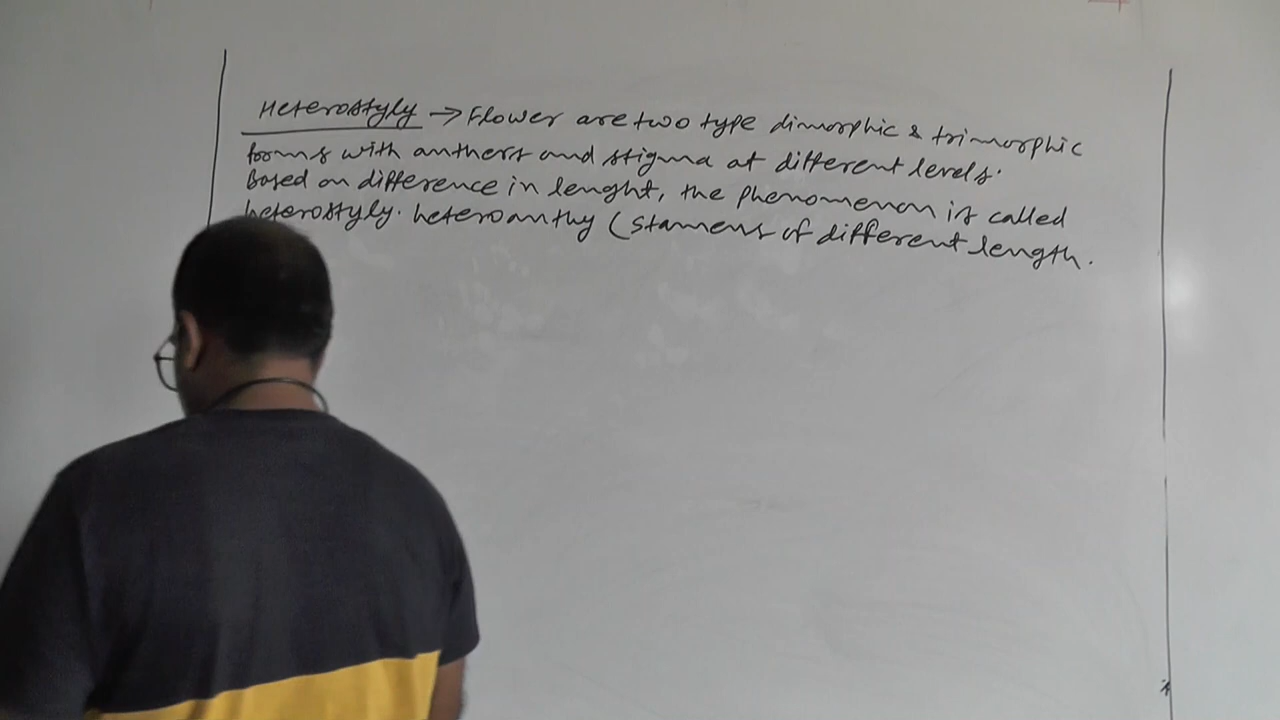 Heterostyly → Flower are two type dimorphic & trimorphic
forms with anthers and stigma at different levels.
Based on difference in lenght, the phenomenon is called
heterostyly. heteroanthy (stamens of different length.